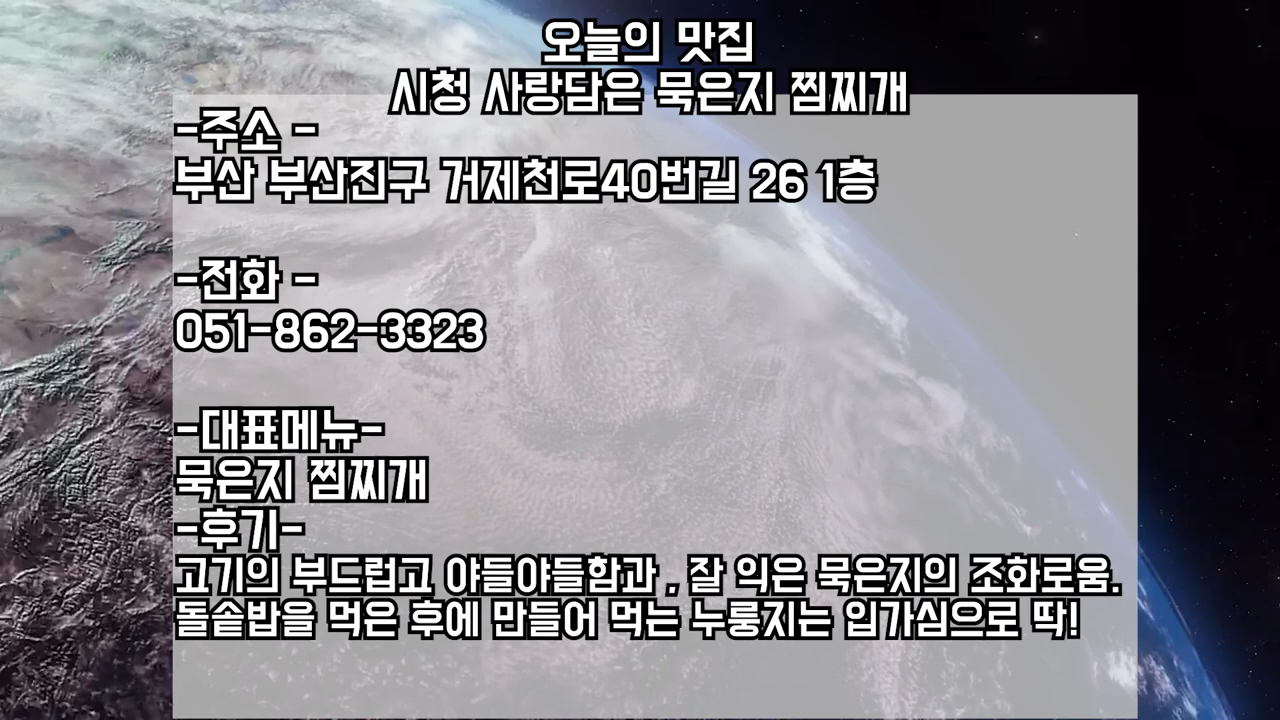 오늘의 맛집
시청 사랑담은 묵은지 찜찌개
-주소 -
부산 부산진구 거제천로40번길 26 1층
-전화 -
051-862-3323
-대표메뉴-
묵은지 찜찌개
-후기-
고기의 부드럽고 야들야들함과 , 잘 익은 묵은지의 조화로움.
돌솥밥을 먹은 후에 만들어 먹는 누룽지는 입가심으로 딱!